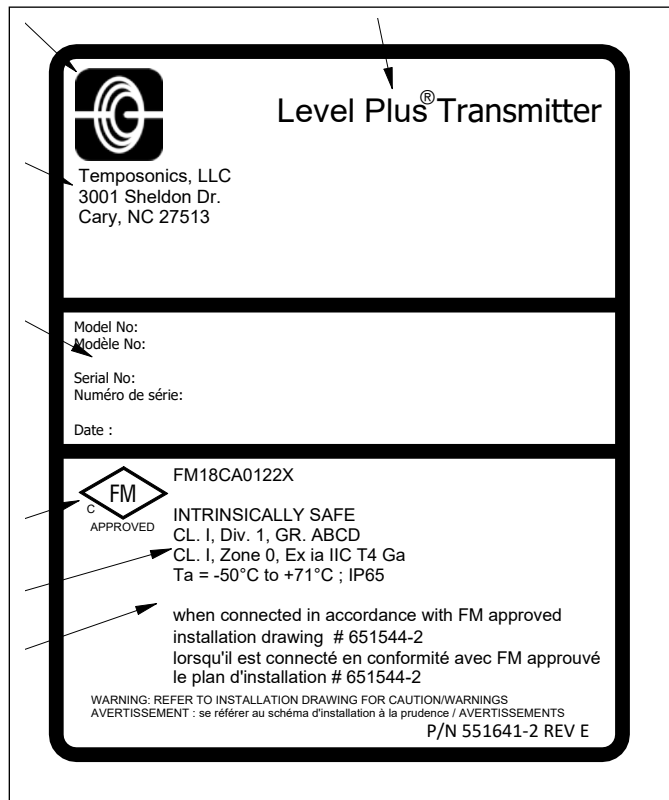 Level Plus® Transmitter
Temposonics, LLC
3001 Sheldon Dr.
Cary, NC 27513
Model No:
Modèle No:
Serial No:
Numéro de série:
Date :
FM
C
APPROVED
FM18CA0122X
INTRINSICALLY SAFE
CL. I, Div. 1, GR. ABCD
CL. I, Zone 0, Ex ia IIC T4 Ga
Ta = -50°C to +71°C ; IP65
when connected in accordance with FM approved
installation drawing # 651544-2
lorsqu'il est connecté en conformité avec FM approuvé
le plan d'installation # 651544-2
WARNING: REFER TO INSTALLATION DRAWING FOR CAUTION/WARNINGS
AVERTISSEMENT : se référer au schéma d'installation à la prudence / AVERTISSEMENTS
P/N 551641-2 REV E